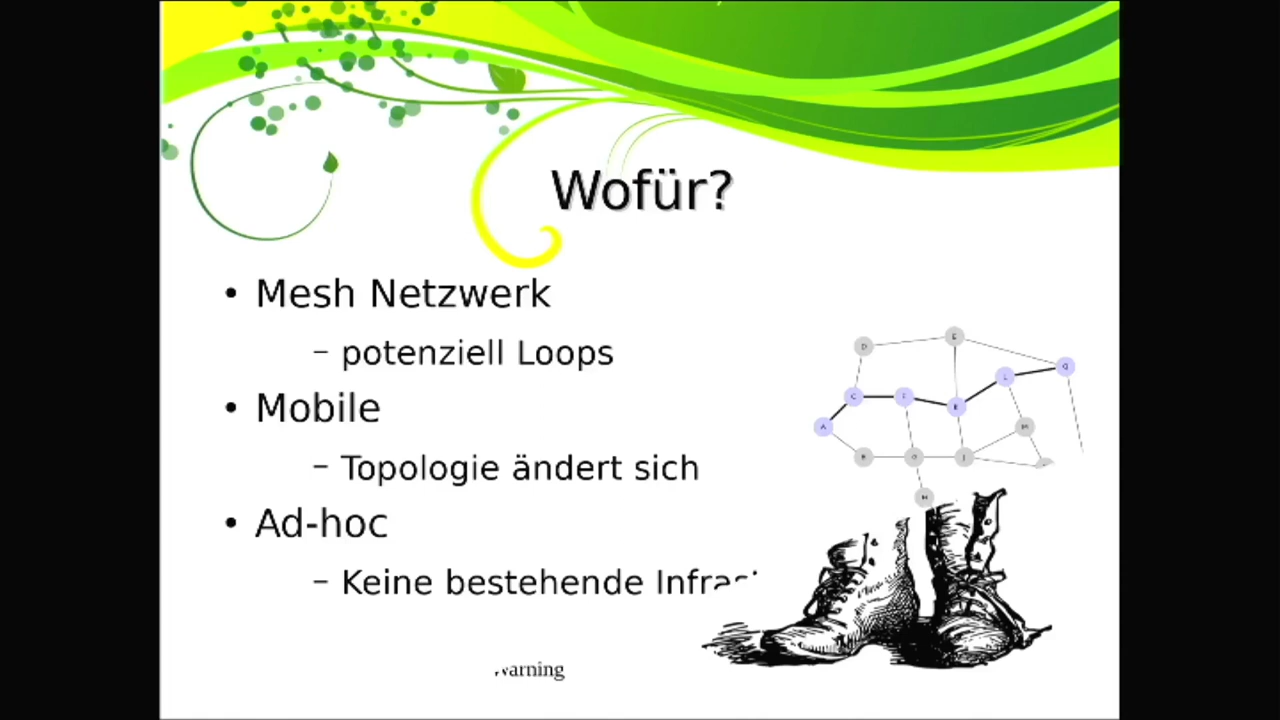 Wofür?
• Mesh Netzwerk
– potenziell Loops
• Mobile
– Topologie ändert sich
• Ad-hoc
– Keine bestehende